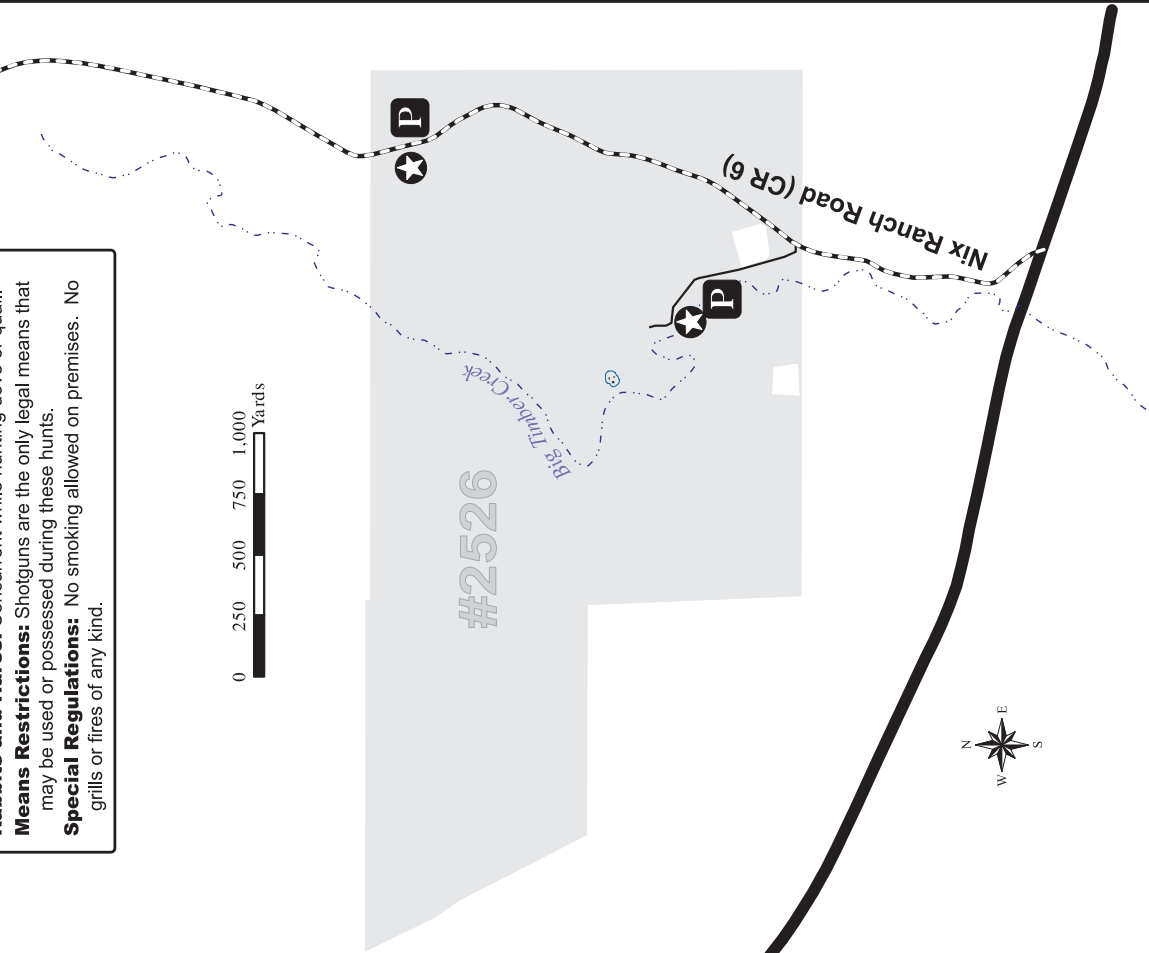 Means Restrictions: Shotguns are the only legal means that
may be used or possessed during these hunts.
Special Regulations: No smoking allowed on premises. No
grills or fires of any kind.
0 250 500 750 1,000
Yards
P
Nix Ranch Road (CR 6)
P
Big Timber Creek
#2526
N
E
S
W